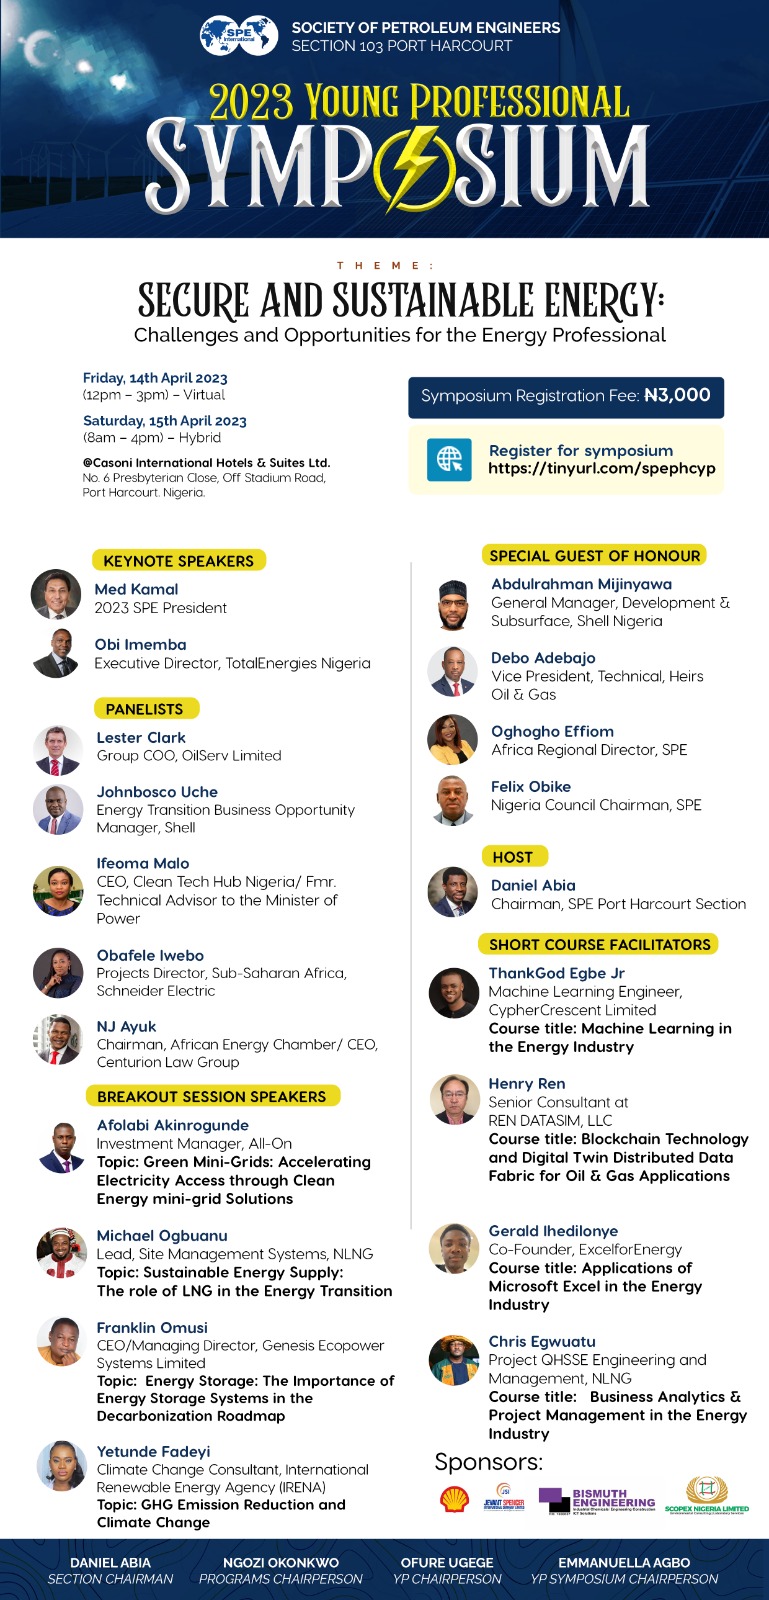 SPE
International
SOCIETY OF PETROLEUM ENGINEERS
SECTION 103 PORT HARCOURT
2023 YOUNG PROFESSIONAL
SYMPOSIUM
THEME:
SECURE AND SUSTAINABLE ENERGY:
Challenges and Opportunities for the Energy Professional
Friday, 14th April 2023
(12pm – 3pm) – Virtual
Saturday, 15th April 2023
(8am – 4pm) – Hybrid
@Casoni International Hotels & Suites Ltd.
No. 6 Presbyterian Close, Off Stadium Road,
Port Harcourt. Nigeria.
Symposium Registration Fee: ₦3,000
Register for symposium
https://tinyurl.com/spephcyp
KEYNOTE SPEAKERS
Med Kamal
2023 SPE President
Obi Imemba
Executive Director, TotalEnergies Nigeria
PANELISTS
Lester Clark
Group COO, OilServ Limited
Johnbosco Uche
Energy Transition Business Opportunity
Manager, Shell
Ifeoma Malo
CEO, Clean Tech Hub Nigeria/ Fmr.
Technical Advisor to the Minister of
Power
Obafele Iwebo
Projects Director, Sub-Saharan Africa,
Schneider Electric
NJ Ayuk
Chairman, African Energy Chamber/ CEO,
Centurion Law Group
BREAKOUT SESSION SPEAKERS
Afolabi Akinrogunde
Investment Manager, All-On
Topic: Green Mini-Grids: Accelerating
Electricity Access through Clean
Energy mini-grid Solutions
Michael Ogbuanu
Lead, Site Management Systems, NLNG
Topic: Sustainable Energy Supply:
The role of LNG in the Energy Transition
Franklin Omusi
CEO/Managing Director, Genesis Ecopower
Systems Limited
Topic: Energy Storage: The Importance of
Energy Storage Systems in the
Decarbonization Roadmap
Yetunde Fadeyi
Climate Change Consultant, International
Renewable Energy Agency (IRENA)
Topic: GHG Emission Reduction and
Climate Change
SPECIAL GUEST OF HONOUR
Abdulrahman Mijinyawa
General Manager, Development &
Subsurface, Shell Nigeria
Debo Adebajo
Vice President, Technical, Heirs
Oil & Gas
Oghogho Effiom
Africa Regional Director, SPE
Felix Obike
Nigeria Council Chairman, SPE
HOST
Daniel Abia
Chairman, SPE Port Harcourt Section
SHORT COURSE FACILITATORS
ThankGod Egbe Jr
Machine Learning Engineer,
CypherCrescent Limited
Course title: Machine Learning in
the Energy Industry
Henry Ren
Senior Consultant at
REN DATASIM, LLC
Course title: Blockchain Technology
and Digital Twin Distributed Data
Fabric for Oil & Gas Applications
Gerald Ihedilonye
Co-Founder, ExcelforEnergy
Course title: Applications of
Microsoft Excel in the Energy
Industry
Chris Egwuatu
Project QHSSE Engineering and
Management, NLNG
Course title: Business Analytics &
Project Management in the Energy
Industry
Sponsors:
JSI
BISMUTH
ENGINEERING
SCOPEX NIGERIA LIMITED
DANIEL ABIA
SECTION CHAIRMAN
NGOZI OKONKWO
PROGRAMS CHAIRPERSON
OFURE UGEGE
YP CHAIRPERSON
EMMANUELLA AGBO
YP SYMPOSIUM CHAIRPERSON